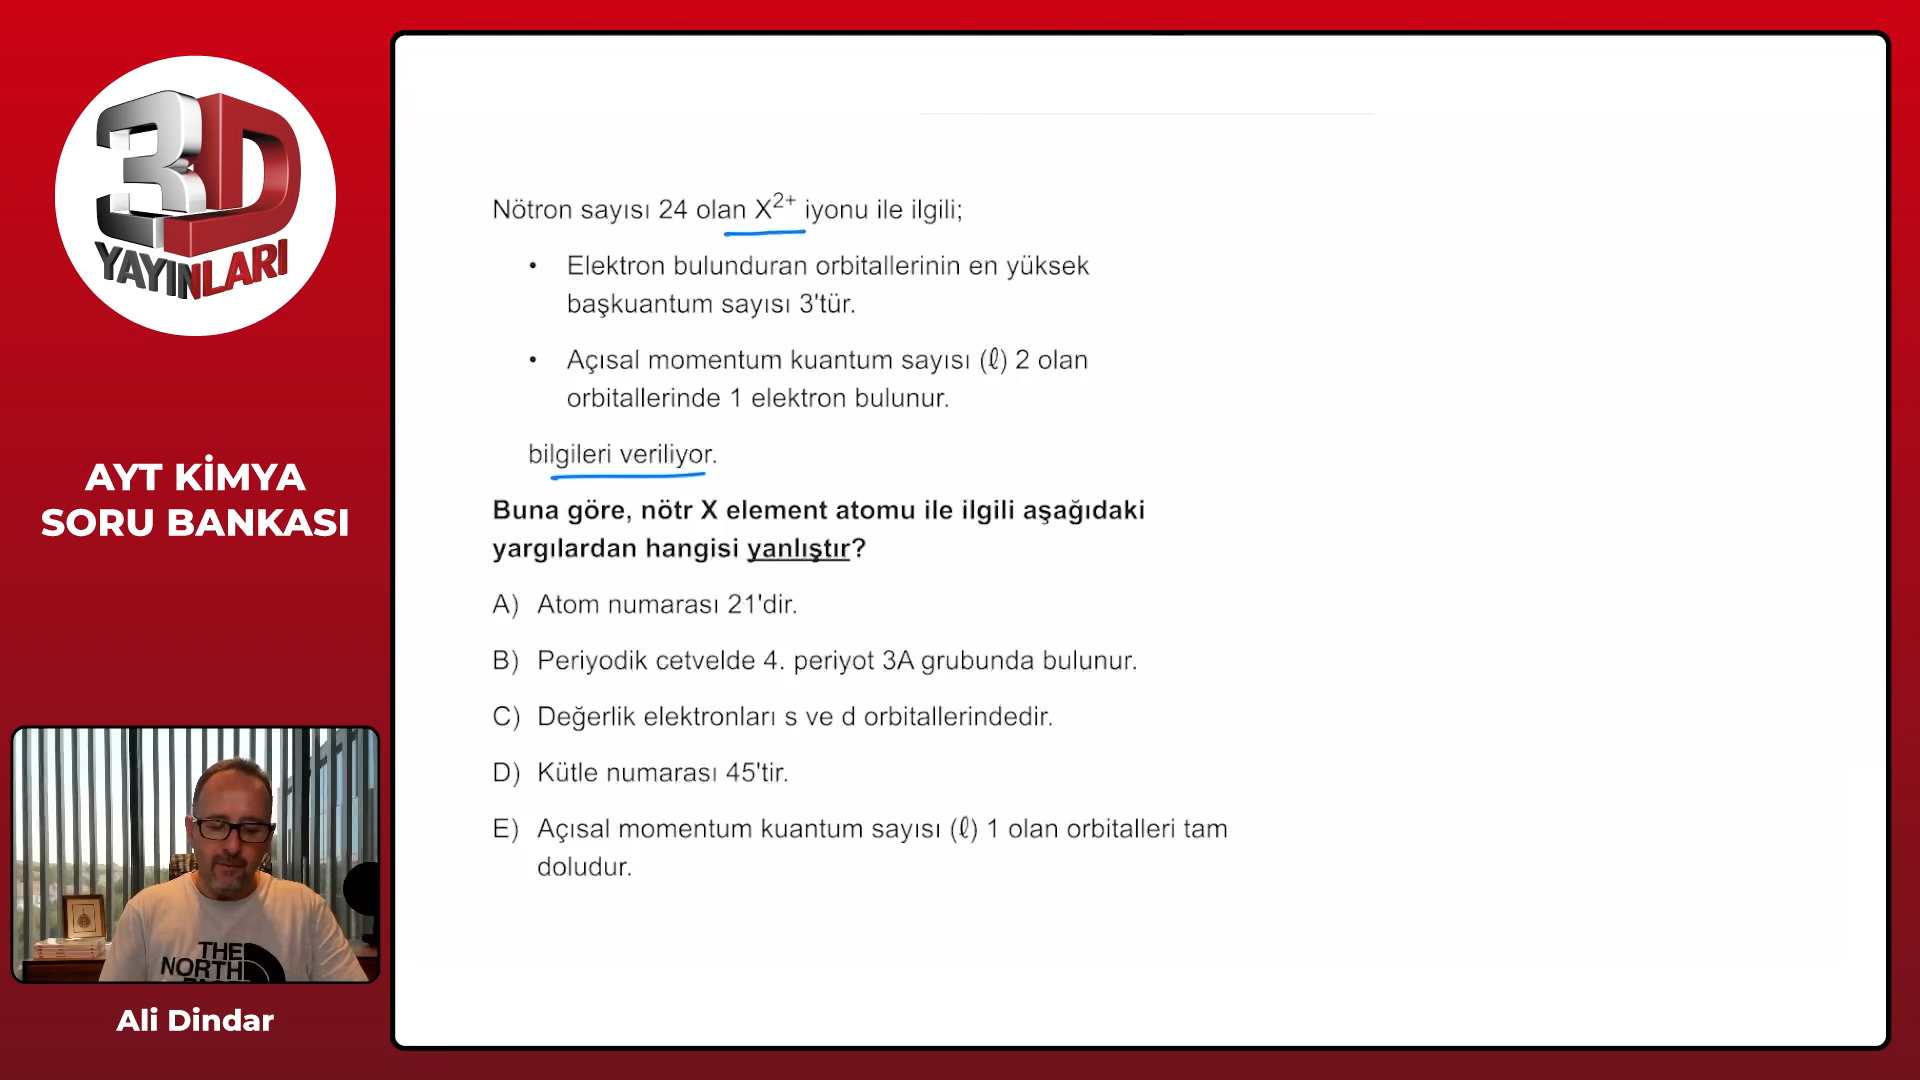 3D
YAYINLARI
AYT KİMYA
SORU BANKASI
Nötron sayısı 24 olan X²⁺ iyonu ile ilgili;
• Elektron bulunduran orbitallerinin en yüksek
başkuantum sayısı 3'tür.
• Açısal momentum kuantum sayısı (ℓ) 2 olan
orbitallerinde 1 elektron bulunur.
bilgileri veriliyor.
Buna göre, nötr X element atomu ile ilgili aşağıdaki
yargılardan hangisi yanlıştır?
A) Atom numarası 21'dir.
B) Periyodik cetvelde 4. periyot 3A grubunda bulunur.
C) Değerlik elektronları s ve d orbitallerindedir.
D) Kütle numarası 45'tir.
E) Açısal momentum kuantum sayısı (ℓ) 1 olan orbitalleri tam
doludur.
THE
NORTH
Ali Dindar